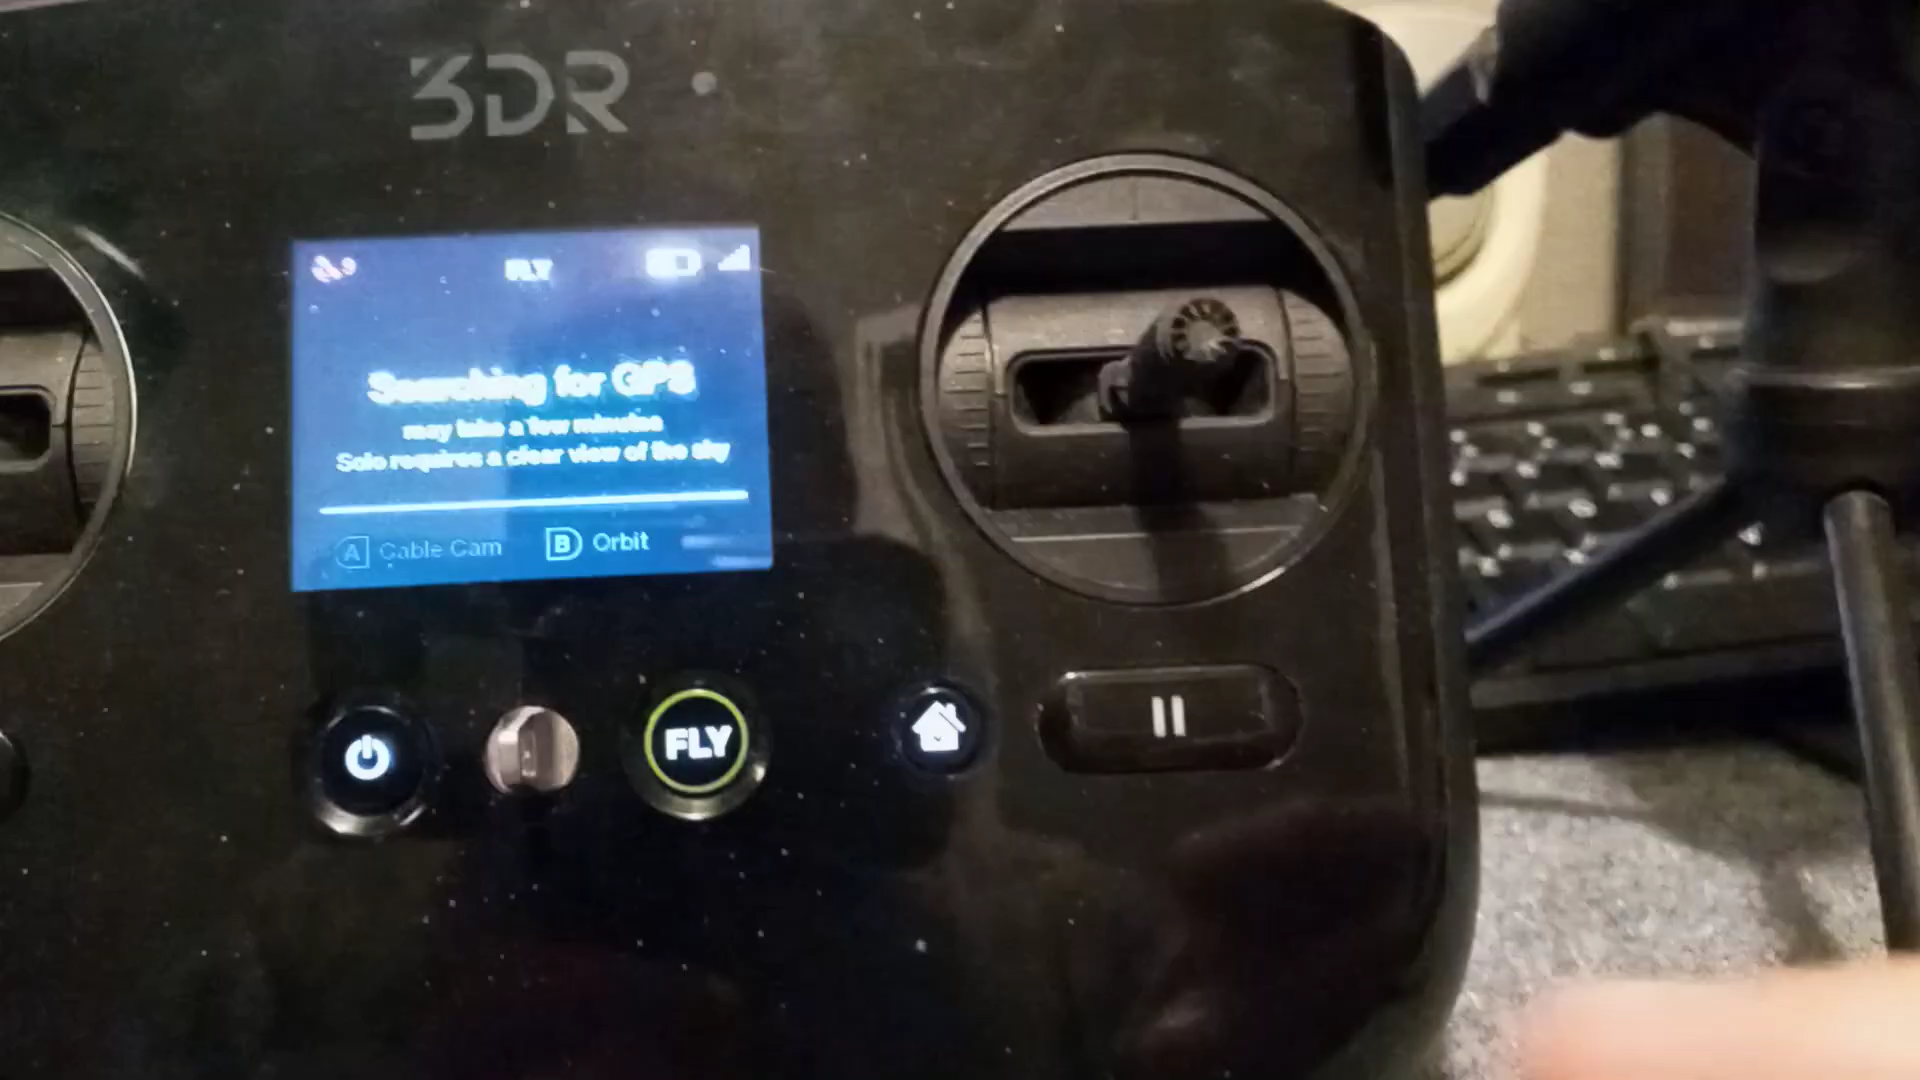 3DR
FLY
Searching for GPS
may take a few minutes
Solo requires a clear view of the sky
A Cable Cam B Orbit
FLY